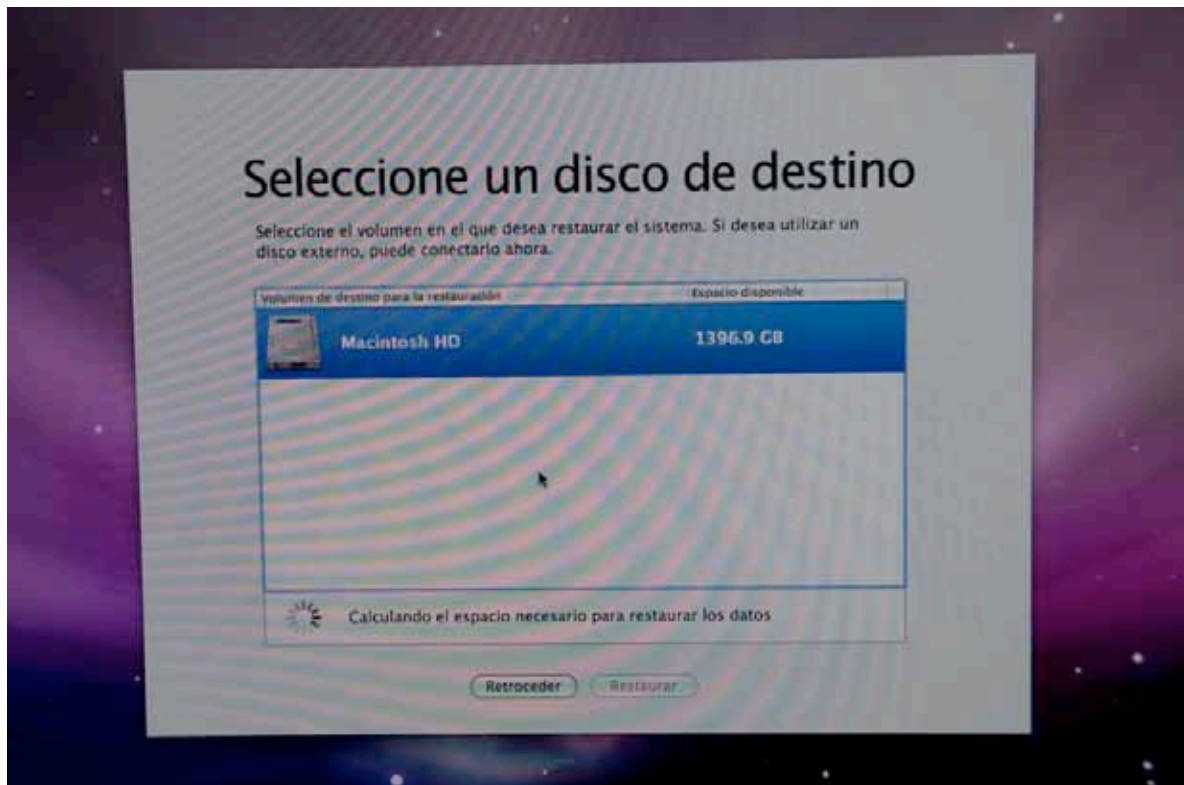 Seleccione un disco de destino
Seleccione el volumen en el que desea restaurar el sistema. Si desea utilizar un
disco externo, puede conectarlo ahora.
Volumen de destino para la restauración Espacio disponible
Macintosh HD 1396.9 GB
Calculando el espacio necesario para restaurar los datos
Retroceder Restaurar